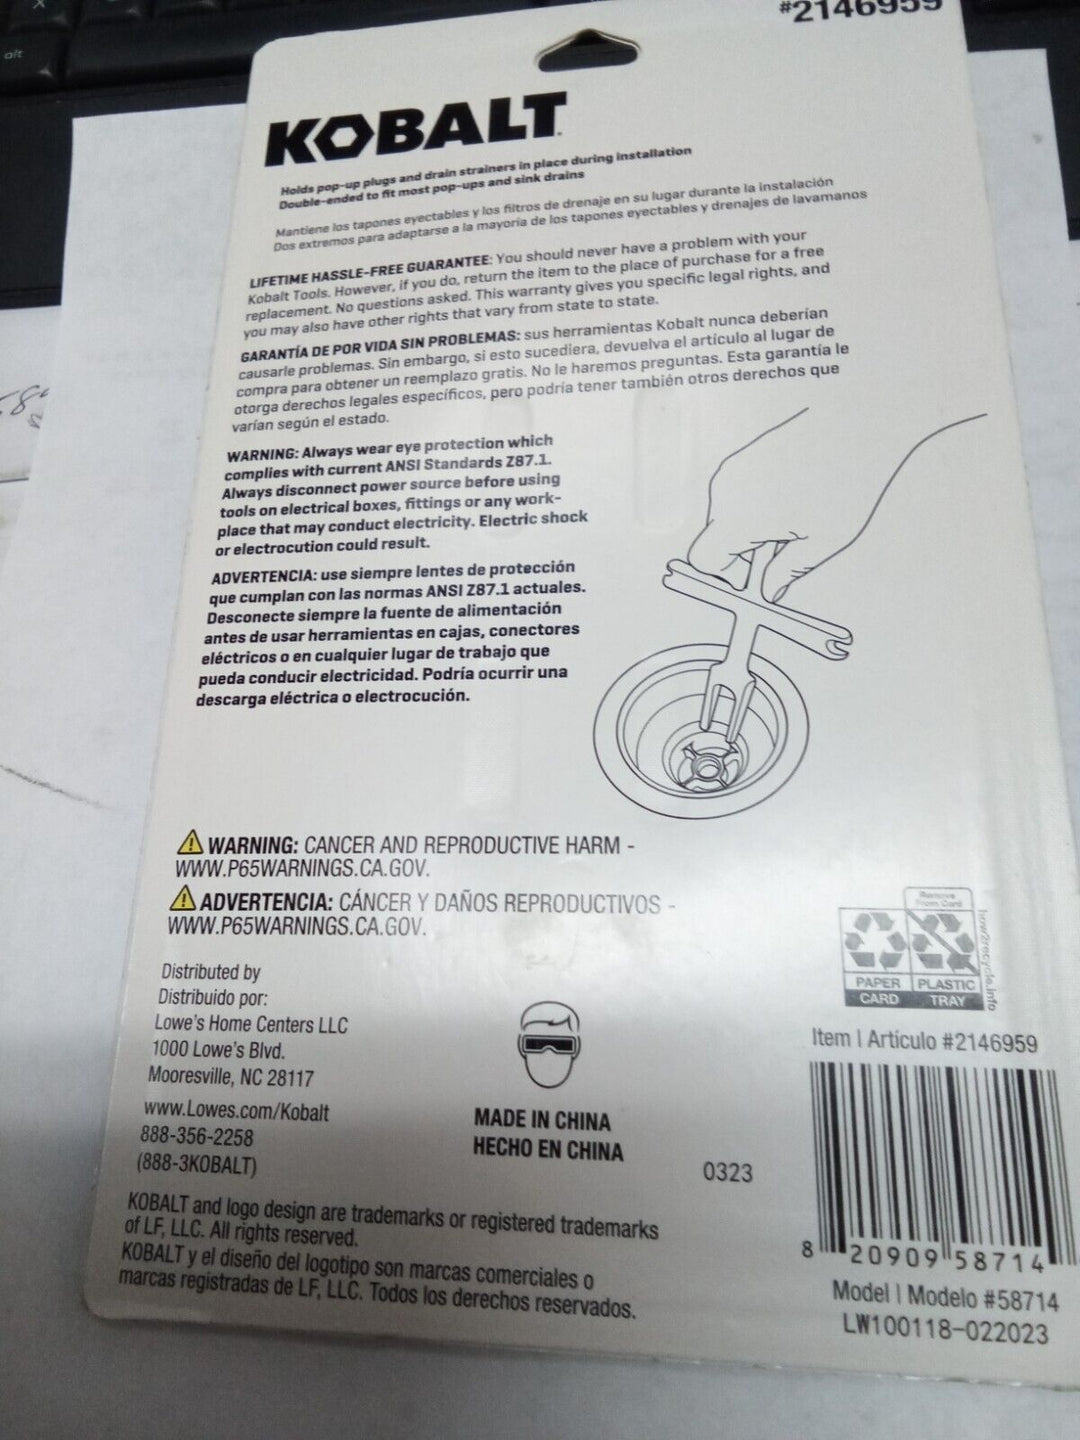 alt
#2146959
KOBALT
Holds pop-up plugs and drain strainers in place during installation
Double-ended to fit most pop-ups and sink drains
Mantiene los tapones eyectables y los filtros de drenaje en su lugar durante la instalación
Dos extremos para adaptarse a la mayoría de los tapones eyectables y drenajes de lavamanos
LIFETIME HASSLE-FREE GUARANTEE: You should never have a problem with your
Kobalt Tools. However, if you do, return the item to the place of purchase for a free
replacement. No questions asked. This warranty gives you specific legal rights, and
you may also have other rights that vary from state to state.
GARANTÍA DE POR VIDA SIN PROBLEMAS: sus herramientas Kobalt nunca deberían
causarle problemas. Sin embargo, si esto sucediera, devuelva el artículo al lugar de
compra para obtener un reemplazo gratis. No le haremos preguntas. Esta garantía le
otorga derechos legales específicos, pero podría tener también otros derechos que
varían según el estado.
WARNING: Always wear eye protection which
complies with current ANSI Standards Z87.1.
Always disconnect power source before using
tools on electrical boxes, fittings or any work-
place that may conduct electricity. Electric shock
or electrocution could result.
ADVERTENCIA: use siempre lentes de protección
que cumplan con las normas ANSI Z87.1 actuales.
Desconecte siempre la fuente de alimentación
antes de usar herramientas en cajas, conectores
eléctricos o en cualquier lugar de trabajo que
pueda conducir electricidad. Podría ocurrir una
descarga eléctrica o electrocución.
WARNING: CANCER AND REPRODUCTIVE HARM -
WWW.P65WARNINGS.CA.GOV.
ADVERTENCIA: CÁNCER Y DAÑOS REPRODUCTIVOS -
WWW.P65WARNINGS.CA.GOV.
Remove
From Card
PAPER
PLASTIC
CARD
TRAY
how2recycle.info
Distributed by
Distribuido por:
Lowe's Home Centers LLC
1000 Lowe's Blvd.
Mooresville, NC 28117
www.Lowes.com/Kobalt
888-356-2258
(888-3KOBALT)
MADE IN CHINA
HECHO EN CHINA
0323
Item | Artículo #2146959
8 20909 58714
Model | Modelo #58714
LW100118-022023
KOBALT and logo design are trademarks or registered trademarks
of LF, LLC. All rights reserved.
KOBALT y el diseño del logotipo son marcas comerciales o
marcas registradas de LF, LLC. Todos los derechos reservados.